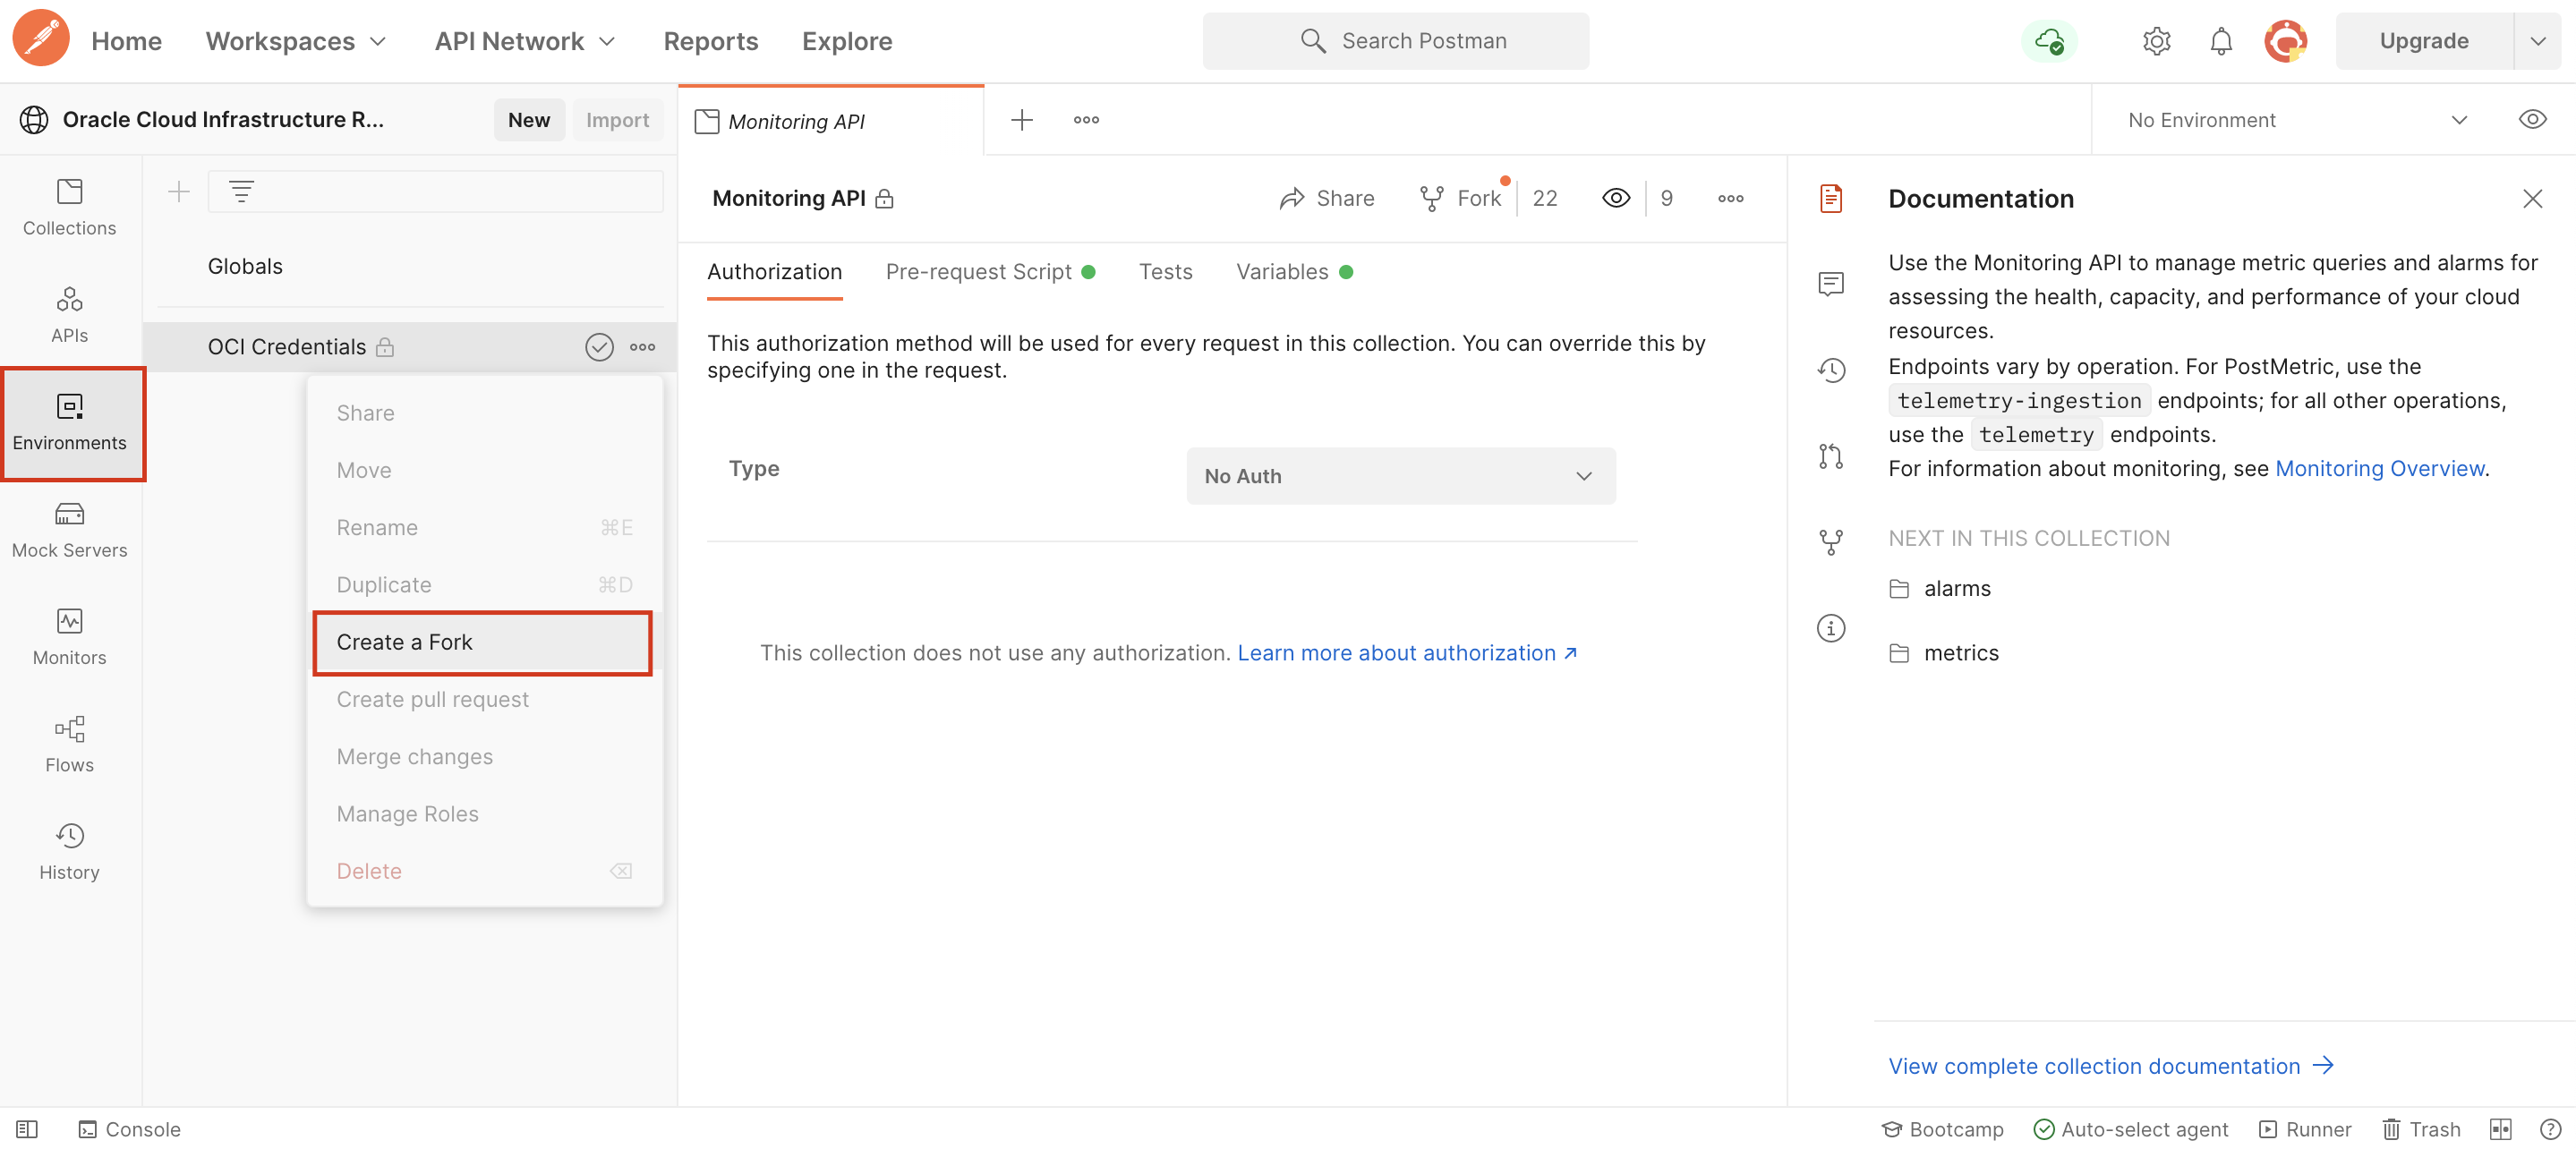 Home
Workspaces
API Network
Reports
Explore
Search Postman
Upgrade
Oracle Cloud Infrastructure R...
New
Import
Monitoring API
No Environment
Collections
APIs
Environments
Mock Servers
Monitors
Flows
History
Globals
OCI Credentials
Share
Move
Rename ⌘E
Duplicate ⌘D
Create a Fork
Create pull request
Merge changes
Manage Roles
Delete
Monitoring API
Share
Fork
22
9
Authorization
Pre-request Script
Tests
Variables
This authorization method will be used for every request in this collection. You can override this by
specifying one in the request.
Type
No Auth
This collection does not use any authorization. Learn more about authorization ↗
Documentation
Use the Monitoring API to manage metric queries and alarms for
assessing the health, capacity, and performance of your cloud
resources.
Endpoints vary by operation. For PostMetric, use the
telemetry-ingestion endpoints; for all other operations,
use the telemetry endpoints.
For information about monitoring, see Monitoring Overview.
NEXT IN THIS COLLECTION
alarms
metrics
View complete collection documentation →
Console
Bootcamp
Auto-select agent
Runner
Trash